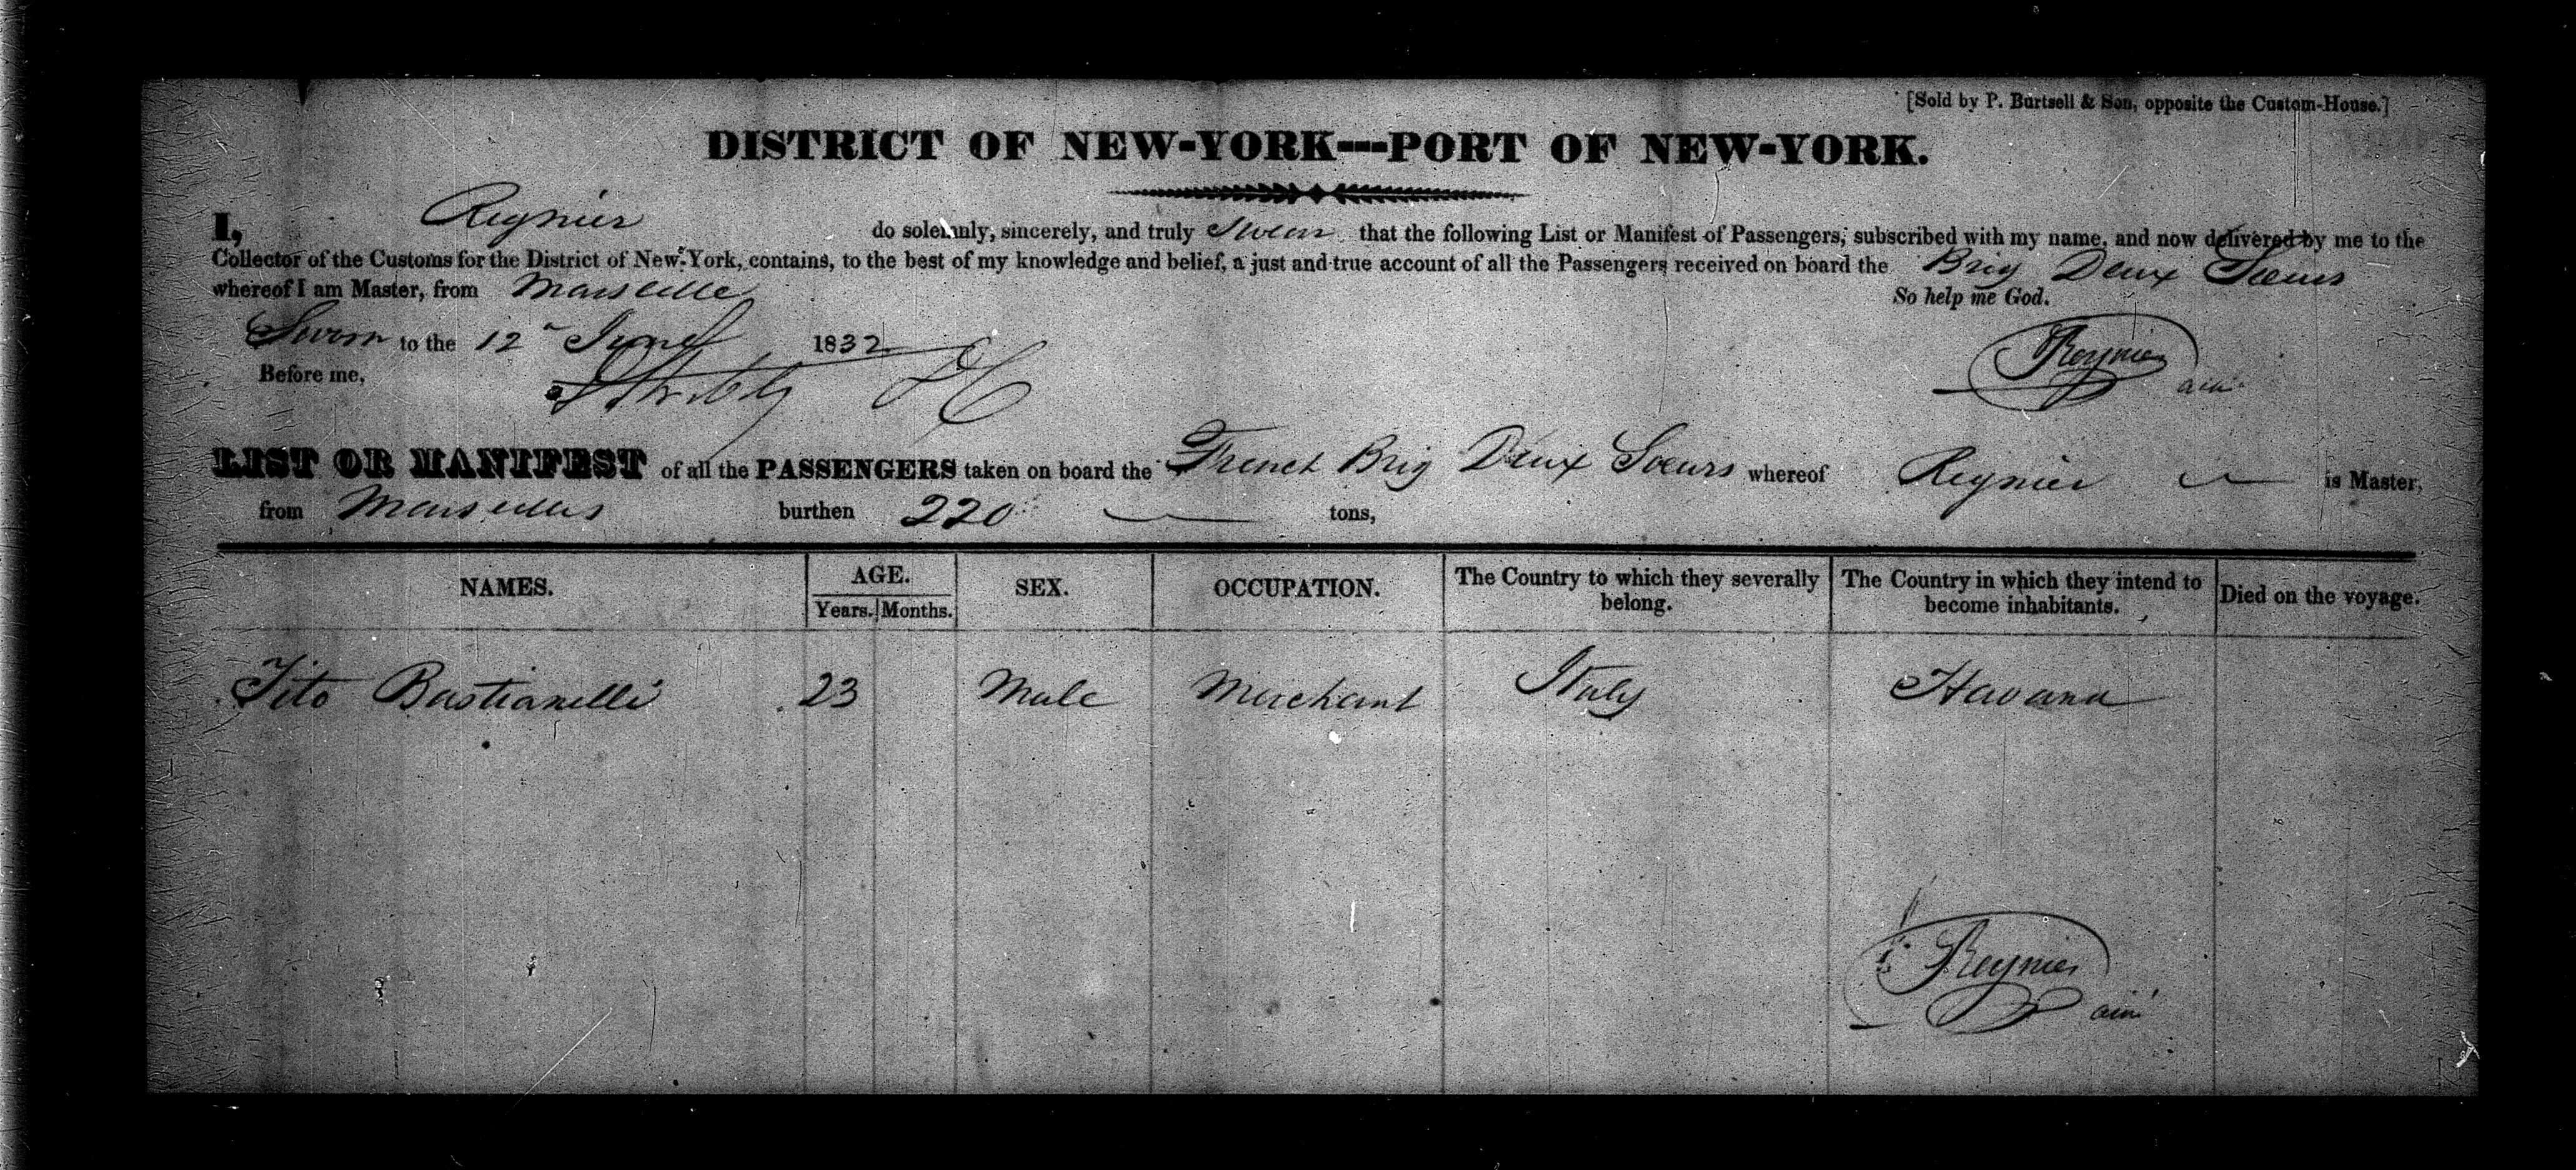 [Sold by P. Burtsell & Son, opposite the Custom-House.]
DISTRICT OF NEW-YORK---PORT OF NEW-YORK.
I, Reynier do solemnly, sincerely, and truly Swear that the following List or Manifest of Passengers, subscribed with my name, and now delivered by me to the
Collector of the Customs for the District of New-York, contains, to the best of my knowledge and belief, a just and true account of all the Passengers received on board the Brig Deux Soeurs
whereof I am Master, from Marseille
So help me God.
Sworn to the 12 June 1832
Reynier
Before me,
LIST OR MANIFEST of all the PASSENGERS taken on board the French Brig Deux Soeurs whereof Reynier is Master,
from Marseilles burthen 220 tons,
NAMES. AGE. Years. Months. SEX. OCCUPATION. The Country to which they severally belong. The Country in which they intend to become inhabitants. Died on the voyage.
Tito Bastianelli 23 Male Merchant Italy Havana
Reynier